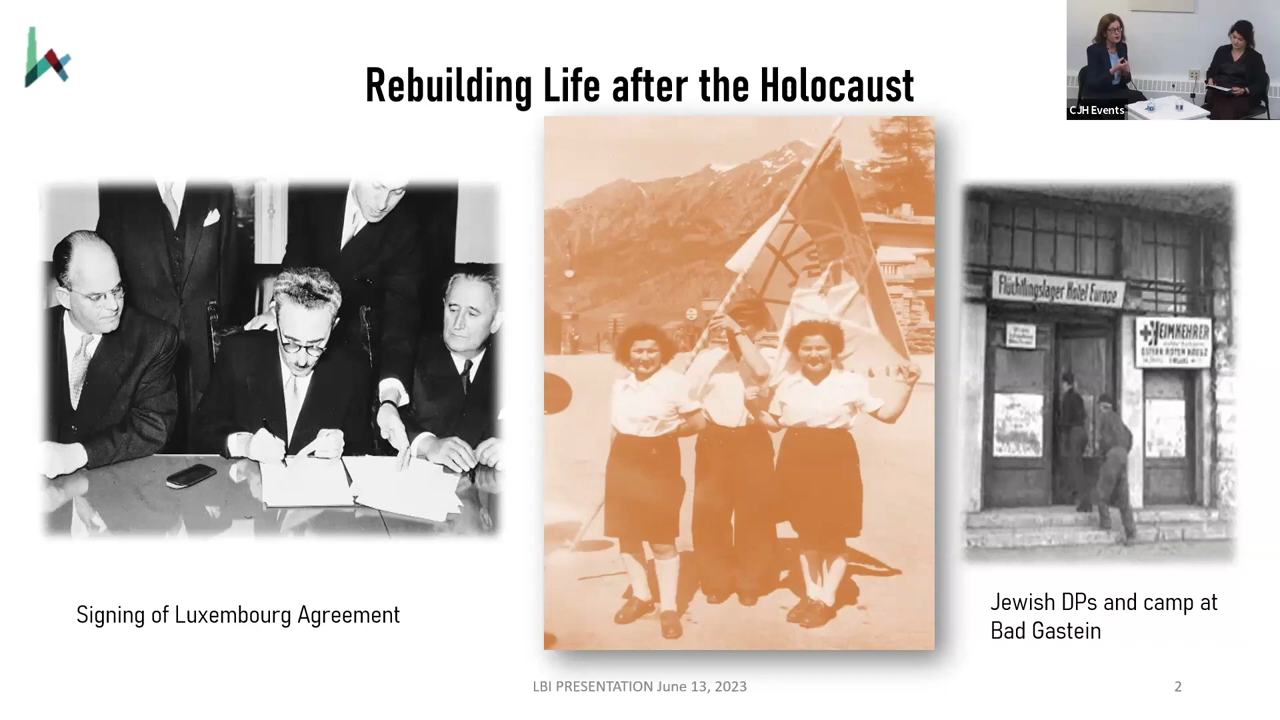 Rebuilding Life after the Holocaust
CJH Events
Flüchtlingslager Hotel Europe
HEIMKEHRER
Signing of Luxembourg Agreement
Jewish DPs and camp at
Bad Gastein
LBI PRESENTATION June 13, 2023
2